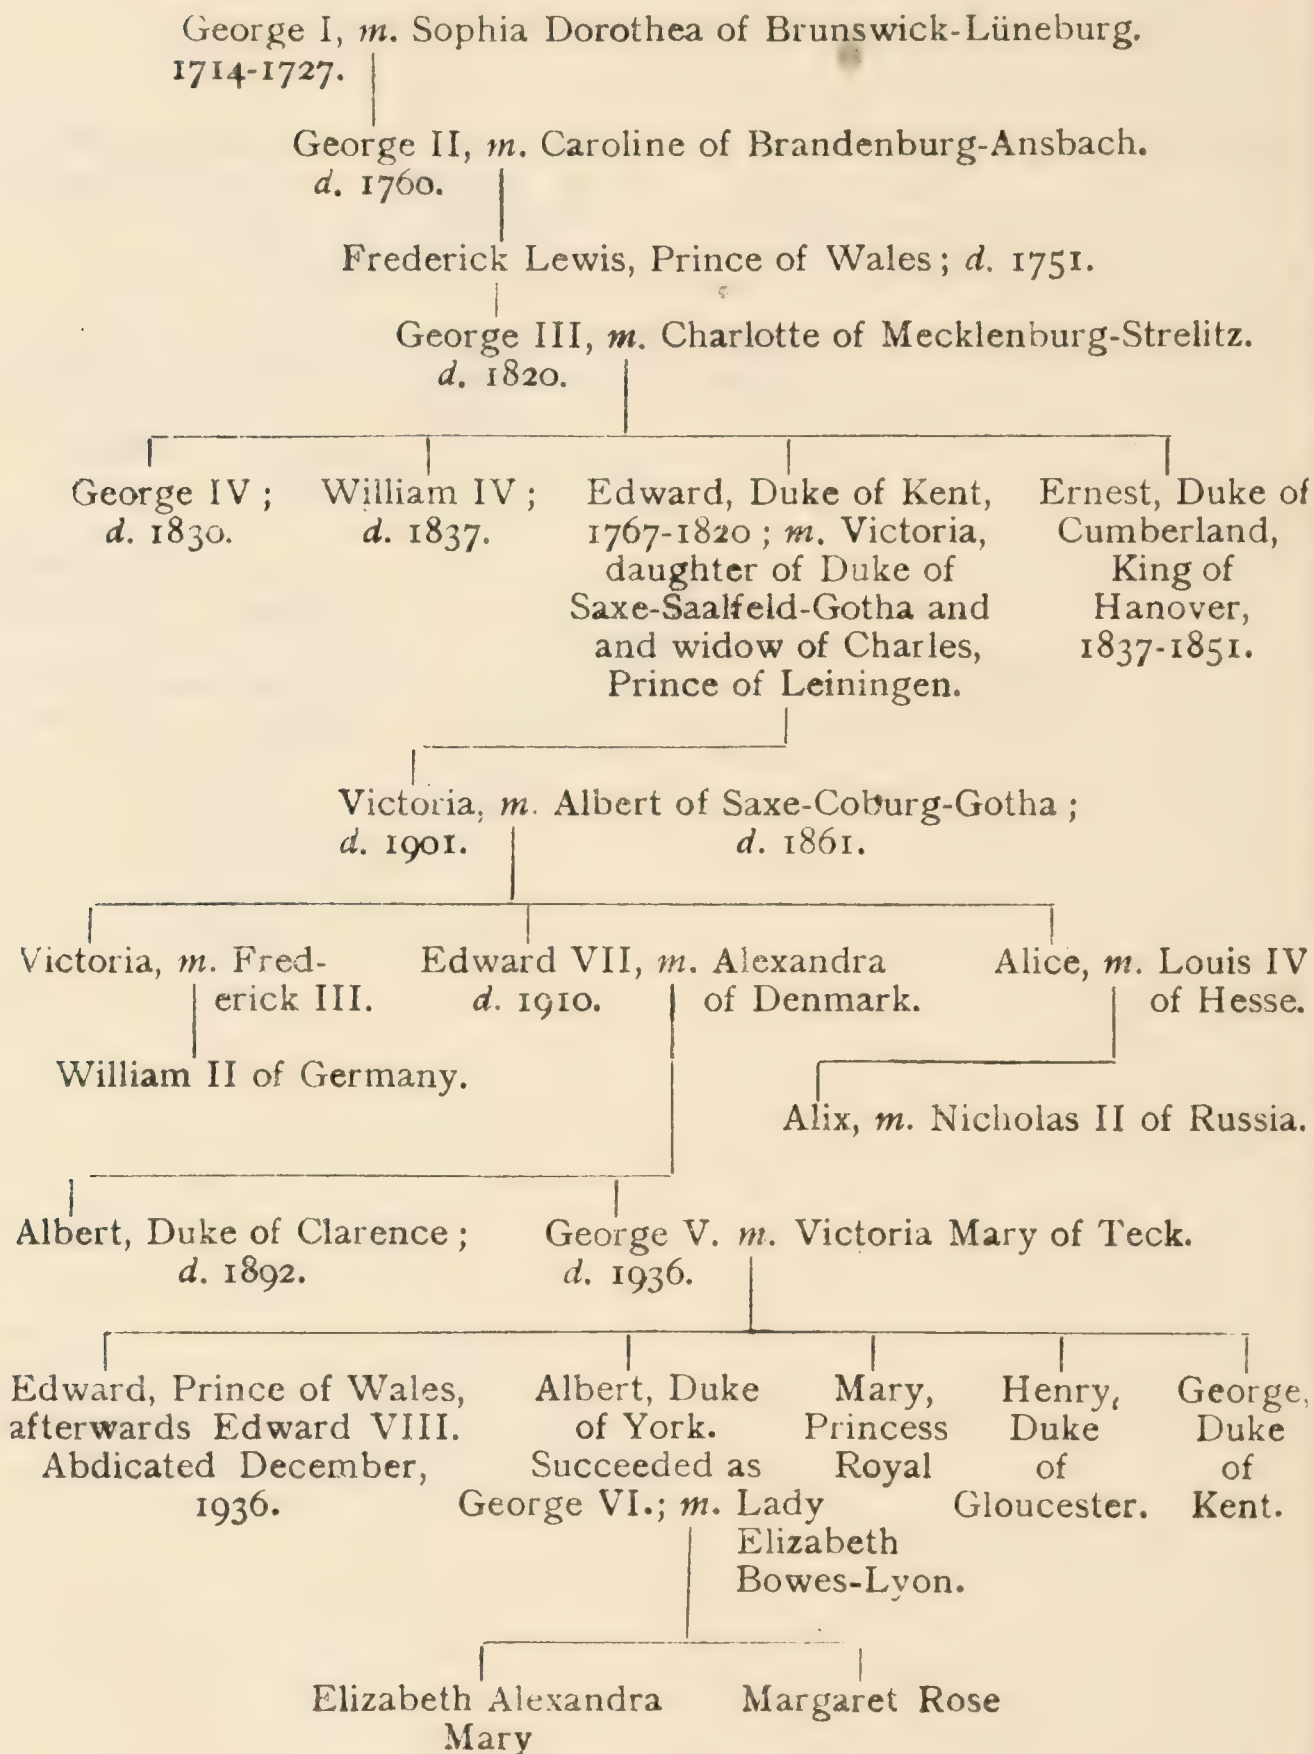 George I, m. Sophia Dorothea of Brunswick-Lüneburg.
1714-1727.
George II, m. Caroline of Brandenburg-Ansbach.
d. 1760.
Frederick Lewis, Prince of Wales; d. 1751.
George III, m. Charlotte of Mecklenburg-Strelitz.
d. 1820.
George IV;
d. 1830.
William IV;
d. 1837.
Edward, Duke of Kent,
1767-1820; m. Victoria,
daughter of Duke of
Saxe-Saalfeld-Gotha and
and widow of Charles,
Prince of Leiningen.
Ernest, Duke of
Cumberland,
King of
Hanover,
1837-1851.
Victoria, m. Albert of Saxe-Coburg-Gotha;
d. 1901. d. 1861.
Victoria, m. Fred-
erick III.
Edward VII, m. Alexandra
d. 1910. of Denmark.
Alice, m. Louis IV
of Hesse.
William II of Germany.
Alix, m. Nicholas II of Russia.
Albert, Duke of Clarence;
d. 1892.
George V. m. Victoria Mary of Teck.
d. 1936.
Edward, Prince of Wales,
afterwards Edward VIII.
Abdicated December,
1936.
Albert, Duke
of York.
Succeeded as
George VI.; m. Lady
Elizabeth
Bowes-Lyon.
Mary,
Princess
Royal
Henry,
Duke
of
Gloucester.
George,
Duke
of
Kent.
Elizabeth Alexandra
Mary
Margaret Rose